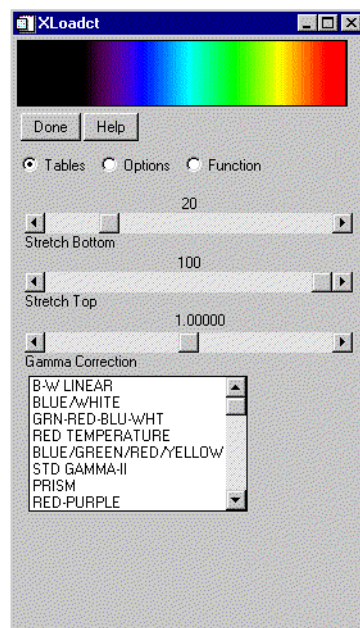 XLoadct
Done Help
Tables Options Function
20
Stretch Bottom
100
Stretch Top
1.00000
Gamma Correction
B-W LINEAR
BLUE/WHITE
GRN-RED-BLU-WHT
RED TEMPERATURE
BLUE/GREEN/RED/YELLOW
STD GAMMA-II
PRISM
RED-PURPLE